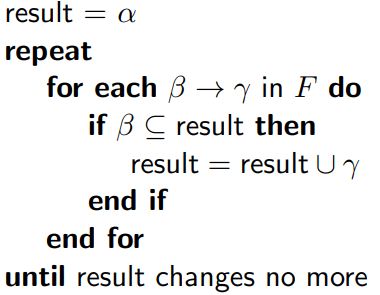 result = α
repeat
for each β → γ in F do
if β ⊆ result then
result = result ∪ γ
end if
end for
until result changes no more